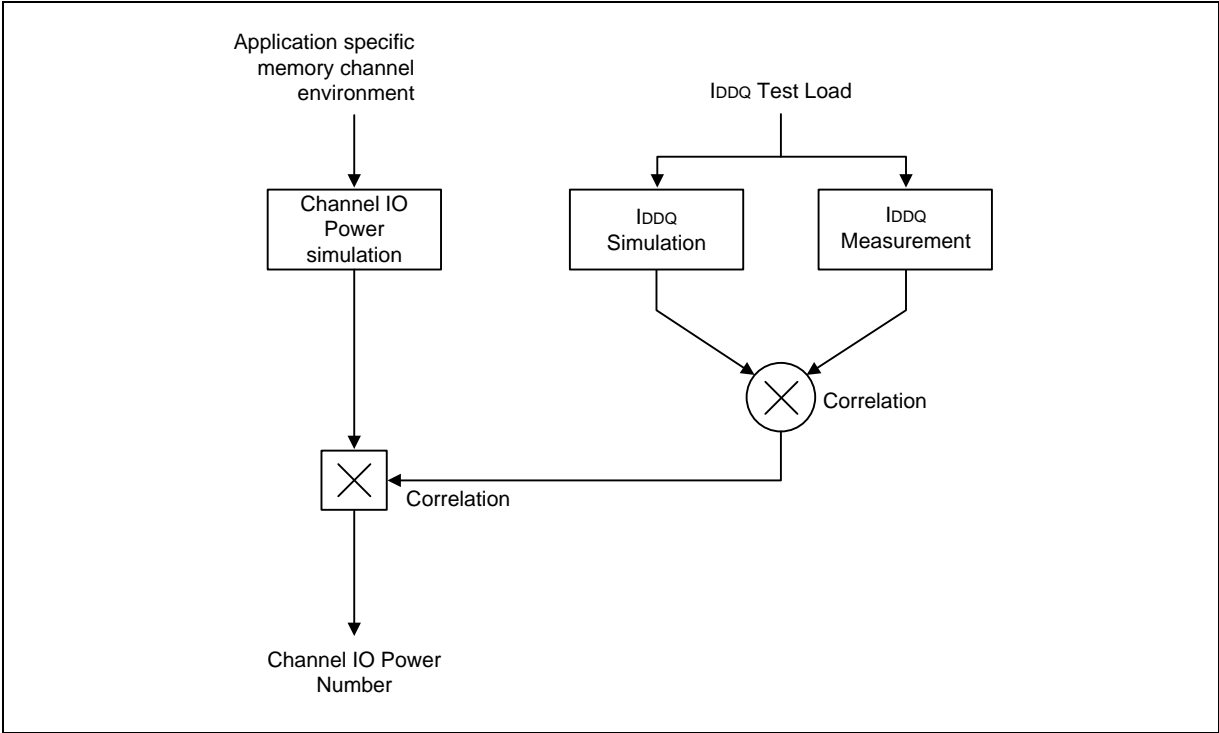 Application specific
memory channel
environment
IDDQ Test Load
Channel IO
Power
simulation
IDDQ
Simulation
IDDQ
Measurement
Correlation
Correlation
Channel IO Power
Number